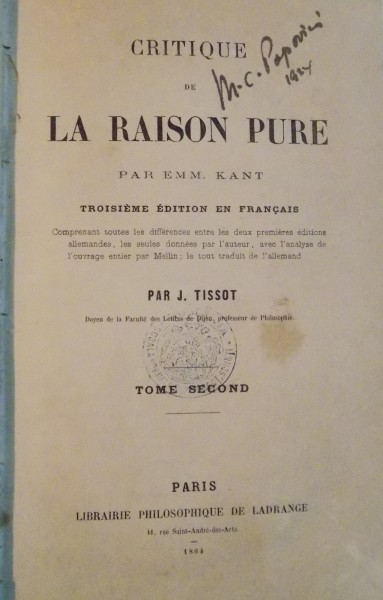 M. C. Popovici
1924
CRITIQUE
DE
LA RAISON PURE
PAR EMM. KANT
TROISIÈME ÉDITION EN FRANÇAIS
Comprenant toutes les différences entre les deux premières éditions
allemandes, les seules données par l'auteur, avec l'analyse de
l'ouvrage entier par Mellin; le tout traduit de l'allemand
PAR J. TISSOT
Doyen de la Faculté des Lettres de Dijon, professeur de Philosophie.
TOME SECOND
PARIS
LIBRAIRIE PHILOSOPHIQUE DE LADRANGE
rue Saint-André-des-Arts
1864